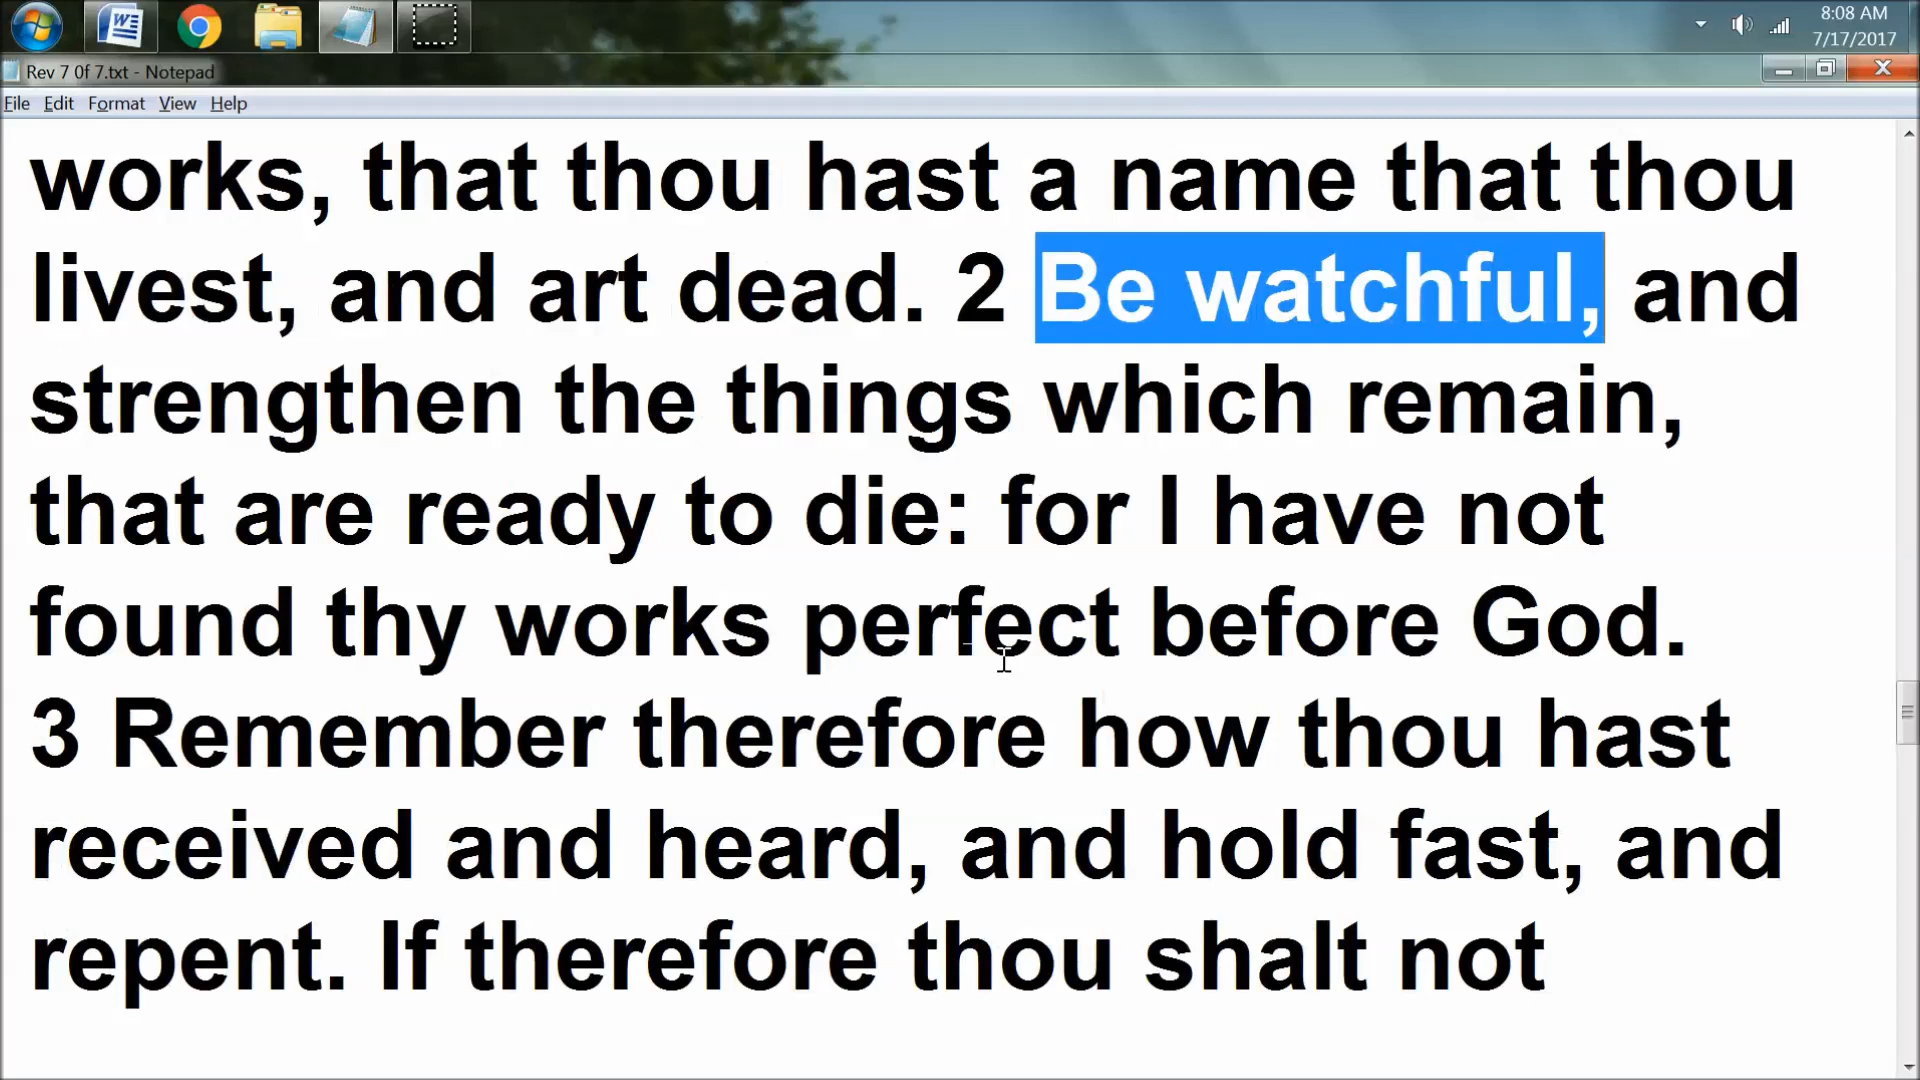 8:08 AM
7/17/2017
Rev 7 0f 7.txt - Notepad
File Edit Format View Help
works, that thou hast a name that thou
livest, and art dead. 2 Be watchful, and
strengthen the things which remain,
that are ready to die: for I have not
found thy works perfect before God.
3 Remember therefore how thou hast
received and heard, and hold fast, and
repent. If therefore thou shalt not